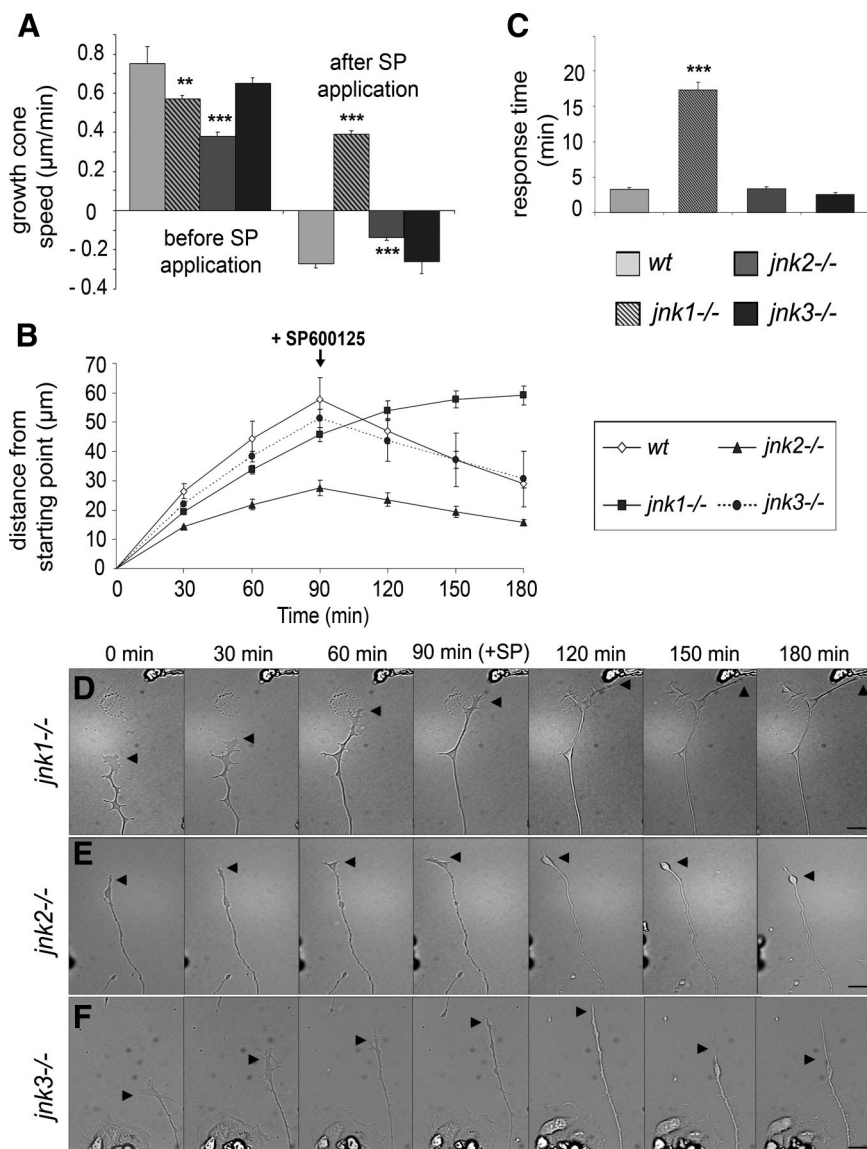 A
0.8
0.6
0.4
0.2
0
- 0.2
- 0.4
growth cone
speed (µm/min)
**
***
before SP
application
after SP
application
***
***
C
20
15
10
5
0
response time
(min)
***
wt
jnk2-/-
jnk1-/-
jnk3-/-
B
+ SP600125
70
60
50
40
30
20
10
0
distance from
starting point (µm)
0 30 60 90 120 150 180
Time (min)
wt
jnk2-/-
jnk1-/-
jnk3-/-
0 min 30 min 60 min 90 min (+SP) 120 min 150 min 180 min
D
jnk1-/-
E
jnk2-/-
F
jnk3-/-